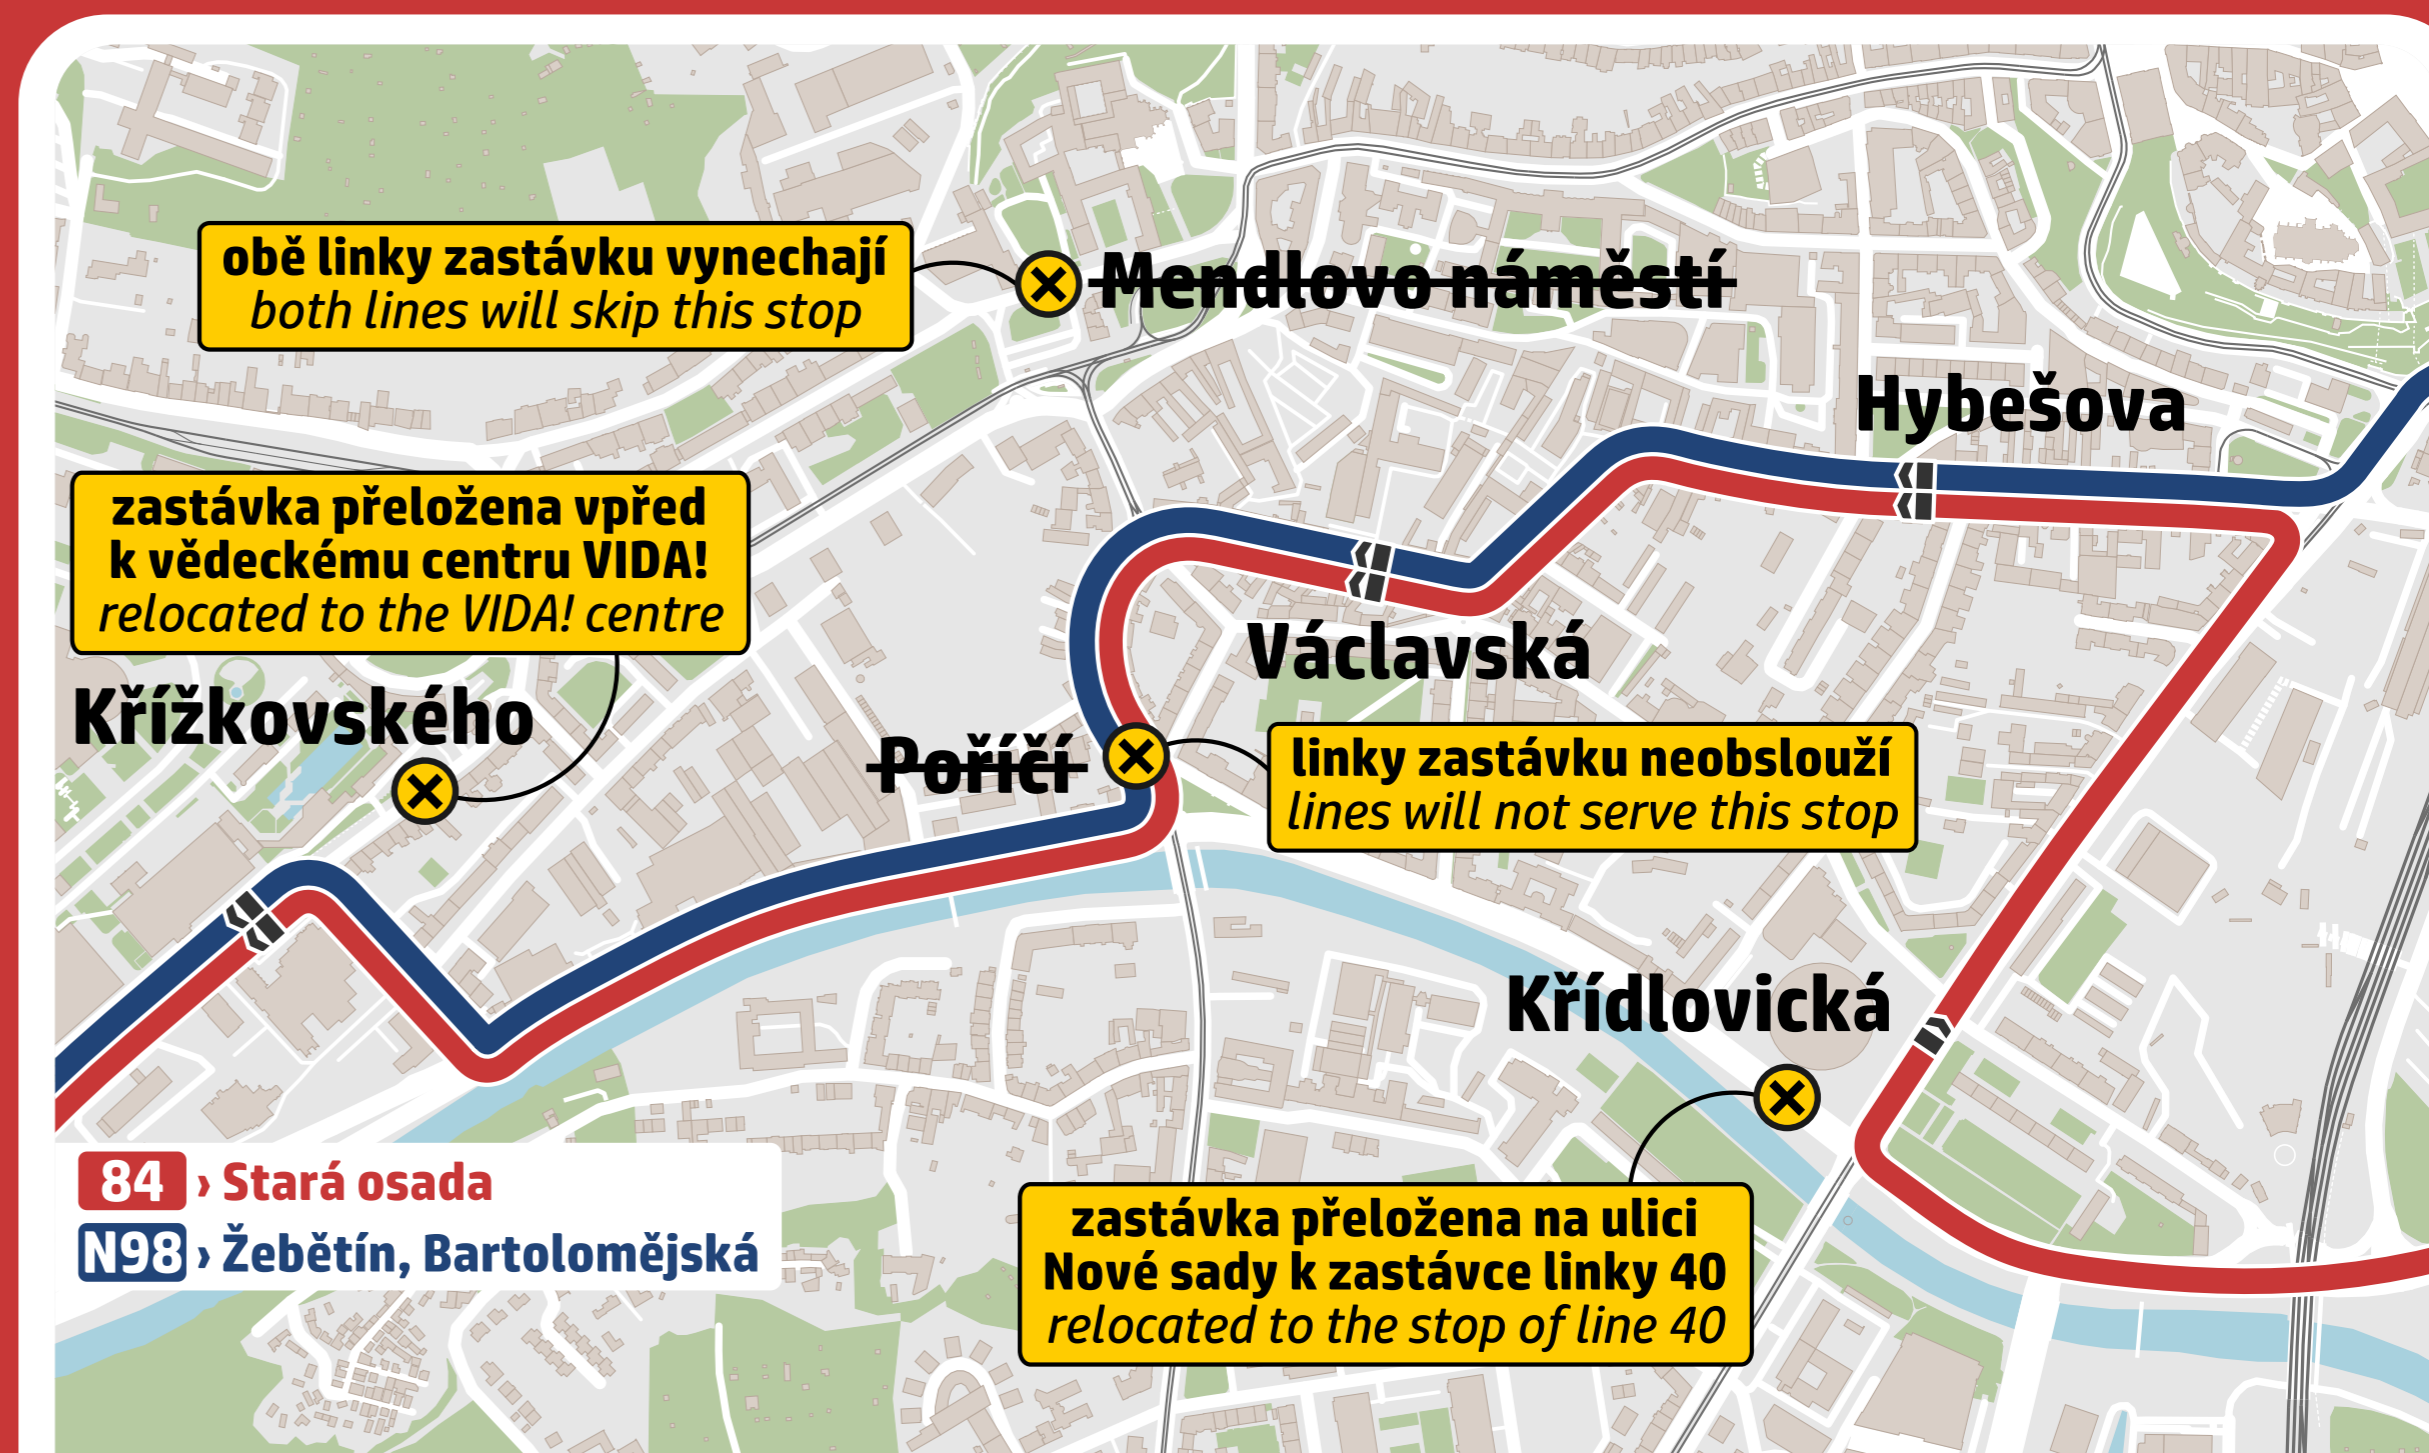 obě linky zastávku vynechají
both lines will skip this stop
Mendlovo náměstí
Hybešova
zastávka přeložena vpřed
k vědeckému centru VIDA!
relocated to the VIDA! centre
Křížkovského
Václavská
Poříčí
linky zastávku neobslouží
lines will not serve this stop
Křídlovická
84 › Stará osada
N98 › Žebětín, Bartolomějská
zastávka přeložena na ulici
Nové sady k zastávce linky 40
relocated to the stop of line 40